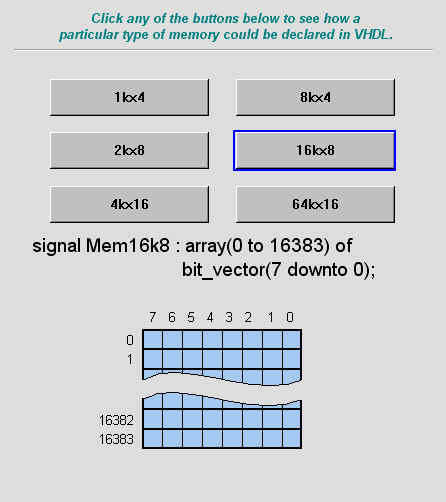 Click any of the buttons below to see how a
particular type of memory could be declared in VHDL.
1kx4 8kx4
2kx8 16kx8
4kx16 64kx16
signal Mem16k8 : array(0 to 16383) of
bit_vector(7 downto 0);
7 6 5 4 3 2 1 0
0
1
16382
16383